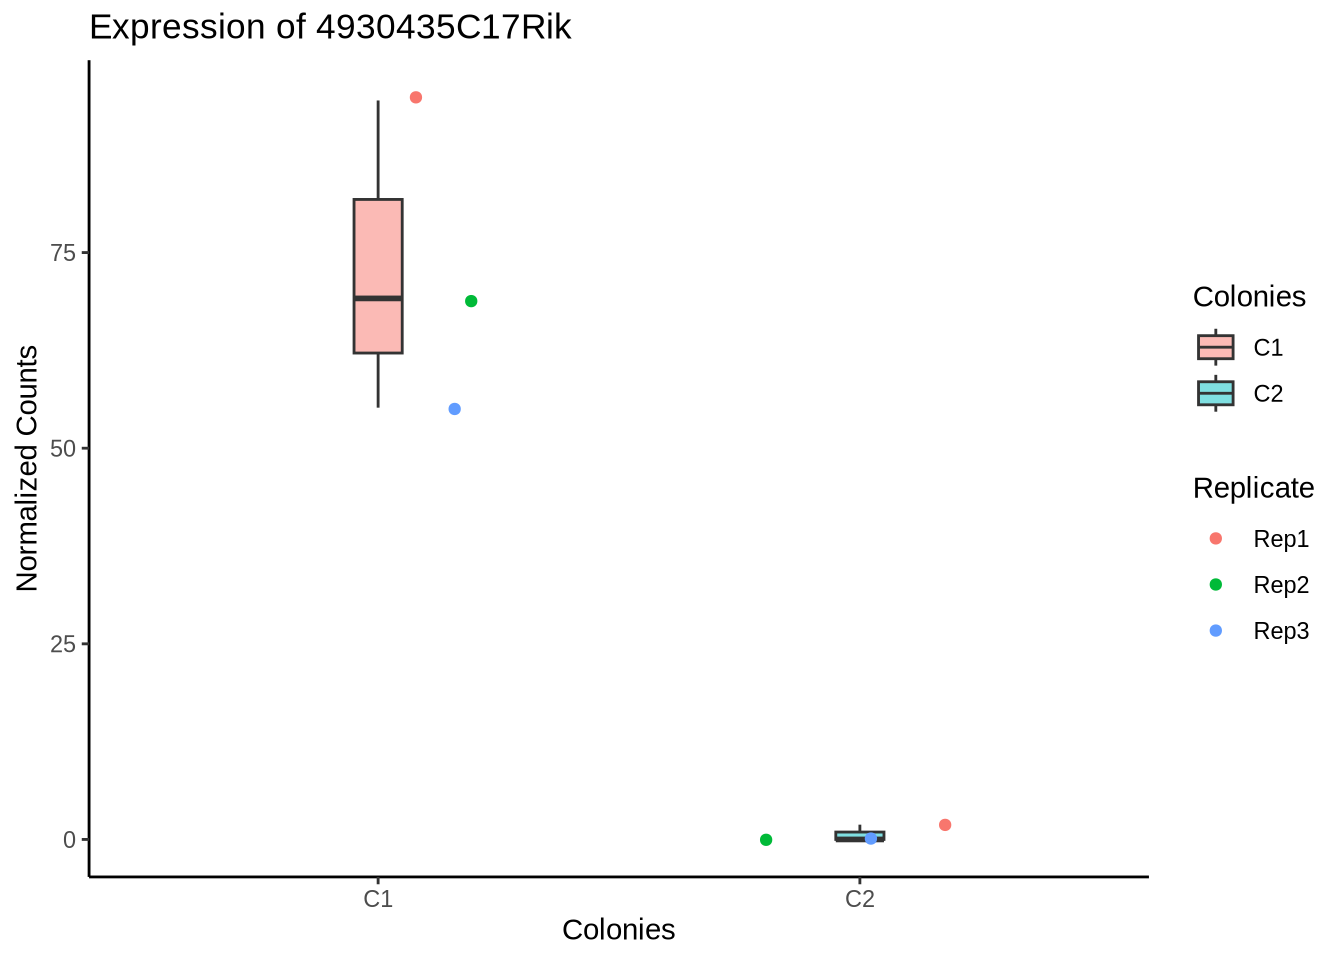 Expression of 4930435C17Rik
Normalized Counts
75
50
25
0
C1
C2
Colonies
Colonies
C1
C2
Replicate
Rep1
Rep2
Rep3